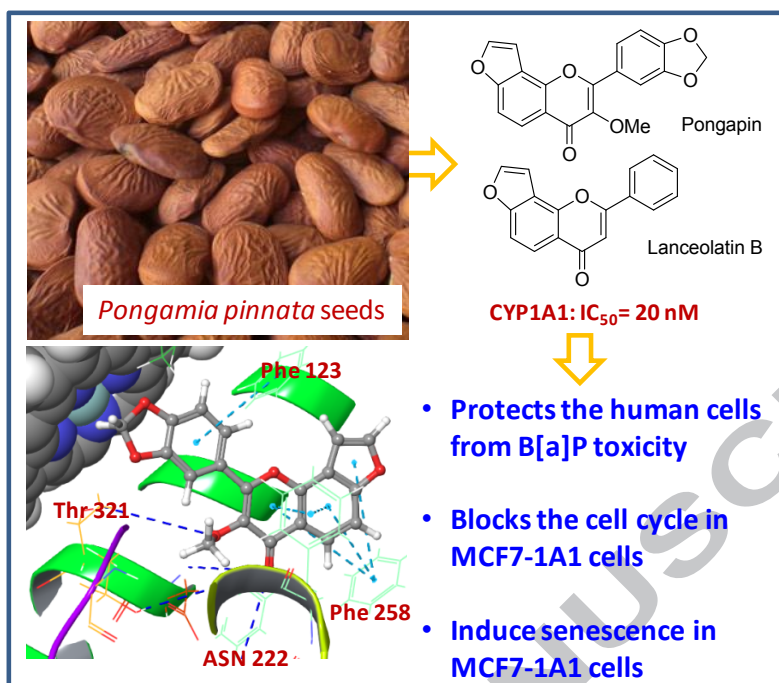 Pongamia pinnata seeds
O
O
O
O
O
OMe
Pongapin
O
O
O
Lanceolatin B
CYP1A1: IC50= 20 nM
Phe 123
Thr 321
Phe 258
ASN 222
• Protects the human cells
from B[a]P toxicity
• Blocks the cell cycle in
MCF7-1A1 cells
• Induce senescence in
MCF7-1A1 cells